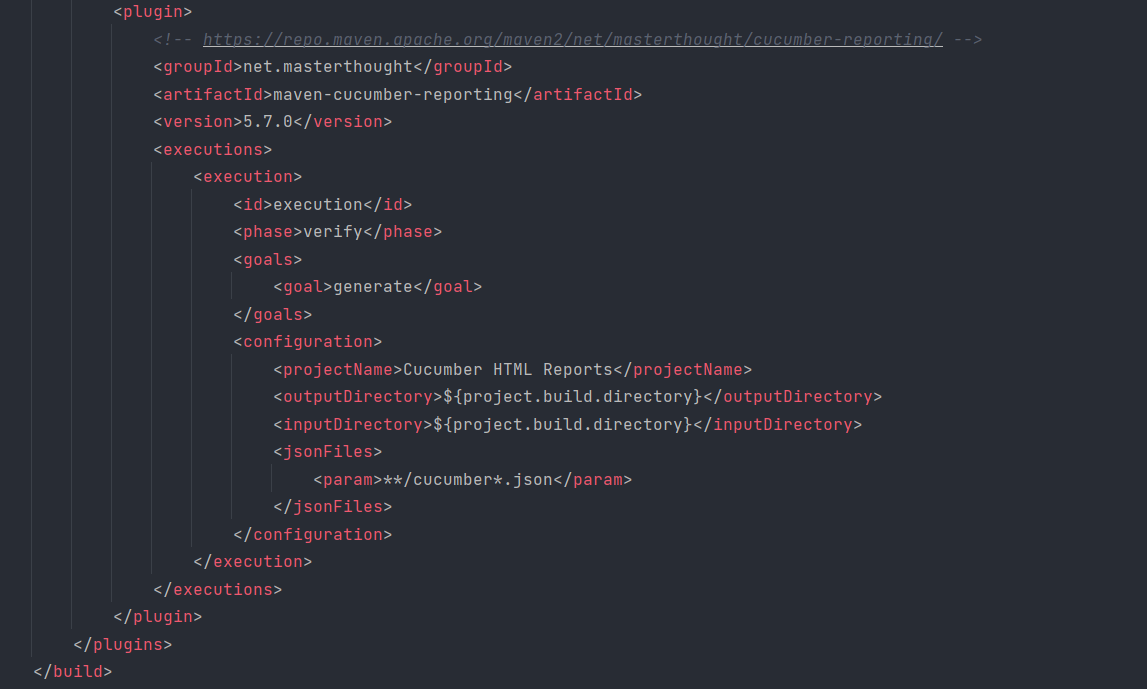 <plugin>
<!-- https://repo.maven.apache.org/maven2/net/masterthought/cucumber-reporting/ -->
<groupId>net.masterthought</groupId>
<artifactId>maven-cucumber-reporting</artifactId>
<version>5.7.0</version>
<executions>
<execution>
<id>execution</id>
<phase>verify</phase>
<goals>
<goal>generate</goal>
</goals>
<configuration>
<projectName>Cucumber HTML Reports</projectName>
<outputDirectory>${project.build.directory}</outputDirectory>
<inputDirectory>${project.build.directory}</inputDirectory>
<jsonFiles>
<param>**/cucumber*.json</param>
</jsonFiles>
</configuration>
</execution>
</executions>
</plugin>
</plugins>
</build>